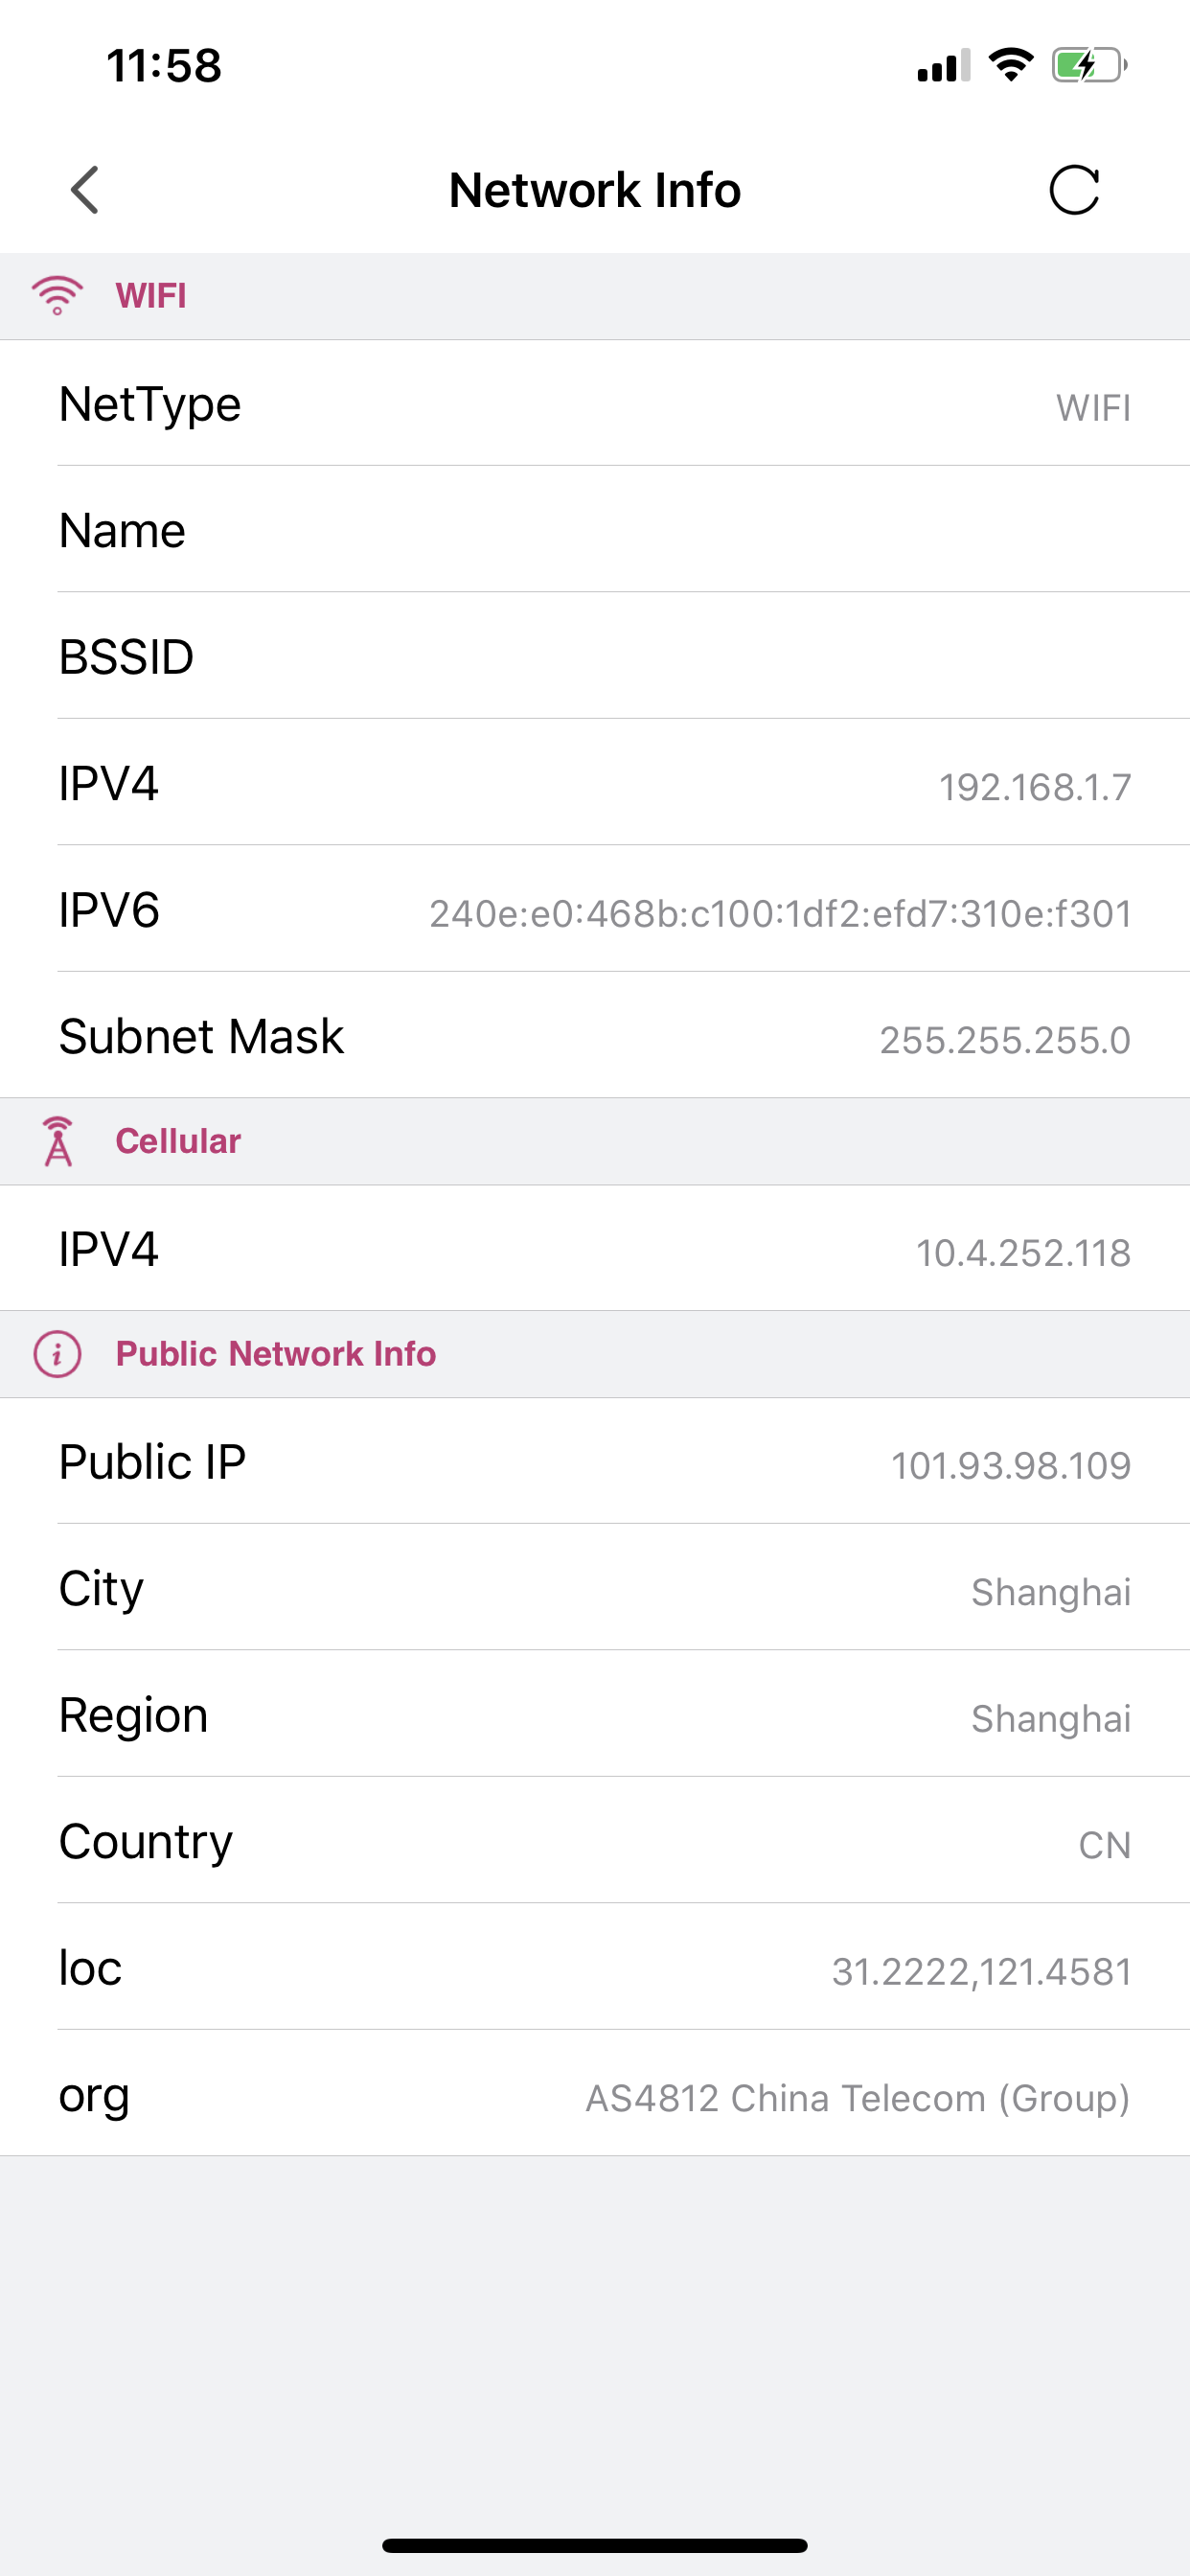 11:58
Network Info
WIFI
NetType WIFI
Name
BSSID
IPV4 192.168.1.7
IPV6 240e:e0:468b:c100:1df2:efd7:310e:f301
Subnet Mask 255.255.255.0
Cellular
IPV4 10.4.252.118
Public Network Info
Public IP 101.93.98.109
City Shanghai
Region Shanghai
Country CN
loc 31.2222,121.4581
org AS4812 China Telecom (Group)